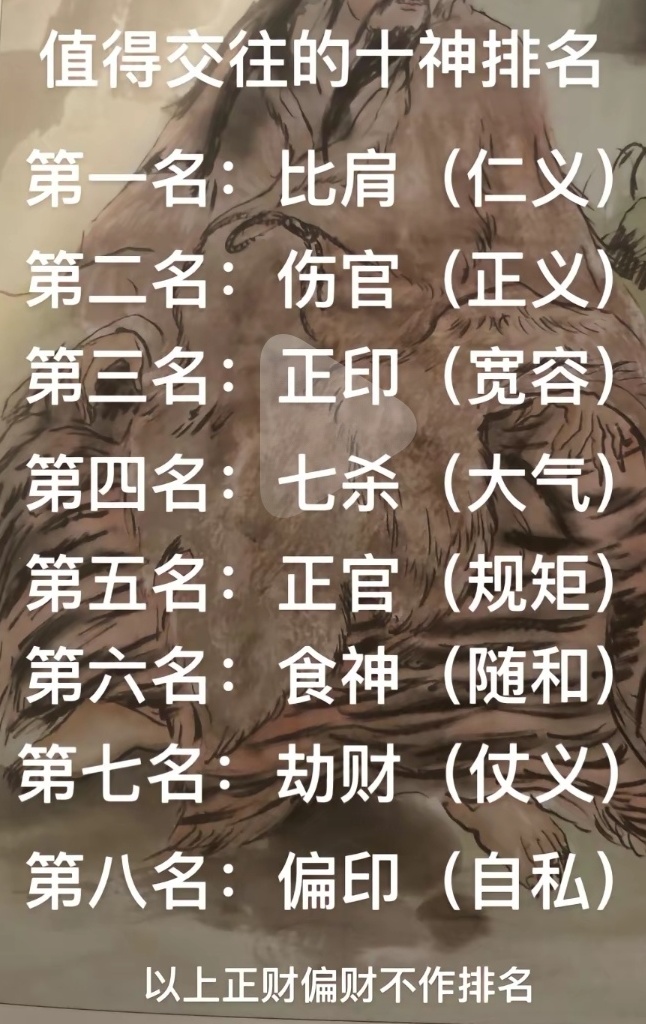 值得交往的十神排名
第一名：比肩（仁义）
第二名：伤官（正义）
第三名：正印（宽容）
第四名：七杀（大气）
第五名：正官（规矩）
第六名：食神（随和）
第七名：劫财（仗义）
第八名：偏印（自私）
以上正财偏财不作排名